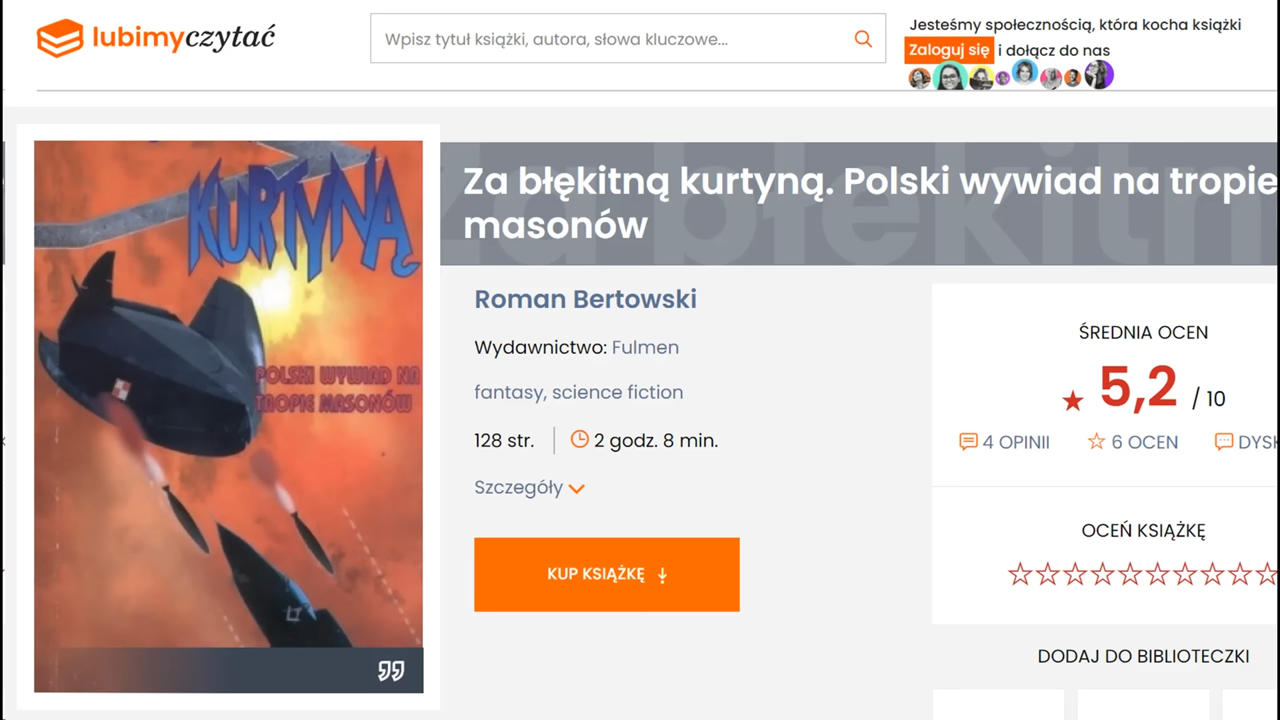 lubimyczytać
Wpisz tytuł książki, autora, słowa kluczowe...
Jesteśmy społecznością, która kocha książki
Zaloguj się i dołącz do nas
KURTYNĄ
POLSKI WYWIAD NA
TROPIE MASONÓW
Za błękitną kurtyną. Polski wywiad na tropie
masonów
Roman Bertowski
Wydawnictwo: Fulmen
fantasy, science fiction
128 str.
2 godz. 8 min.
Szczegóły
KUP KSIĄŻKĘ
ŚREDNIA OCEN
5,2 / 10
4 OPINII
6 OCEN
DYSK
OCEŃ KSIĄŻKĘ
DODAJ DO BIBLIOTECZKI